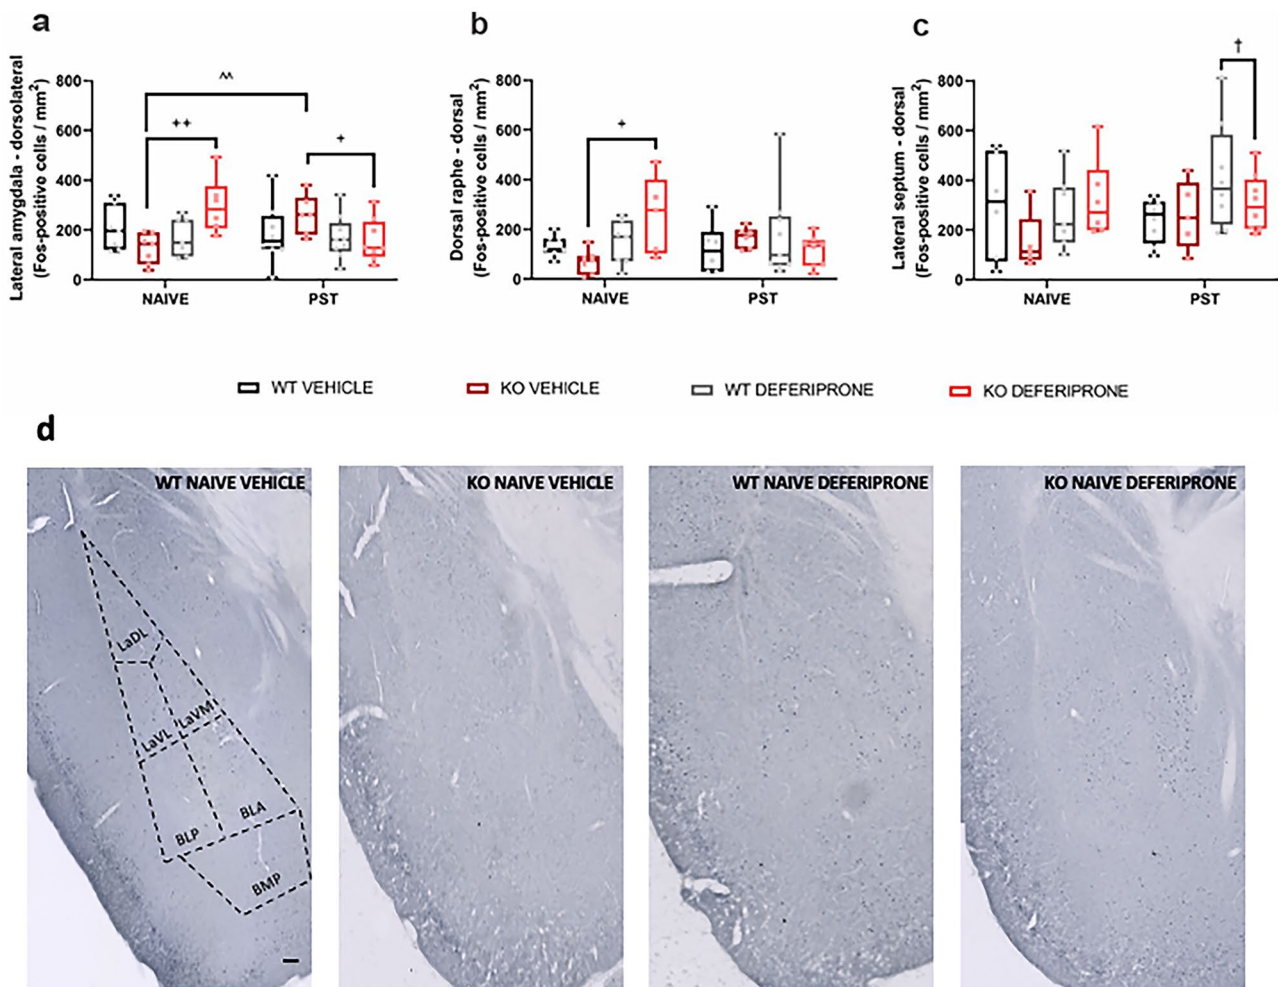 a
Lateral amygdala - dorsolateral
(Fos-positive cells / mm²)
800
600
400
200
0
^^
++
+
NAIVE
PST
b
Dorsal raphe - dorsal
(Fos-positive cells / mm²)
800
600
400
200
0
+
NAIVE
PST
c
Lateral septum - dorsal
(Fos-positive cells / mm²)
800
600
400
200
0
†
NAIVE
PST
WT VEHICLE
KO VEHICLE
WT DEFERIPRONE
KO DEFERIPRONE
d
WT NAIVE VEHICLE
LaDL
LaVL
LaVM
BLP
BLA
BMP
KO NAIVE VEHICLE
WT NAIVE DEFERIPRONE
KO NAIVE DEFERIPRONE